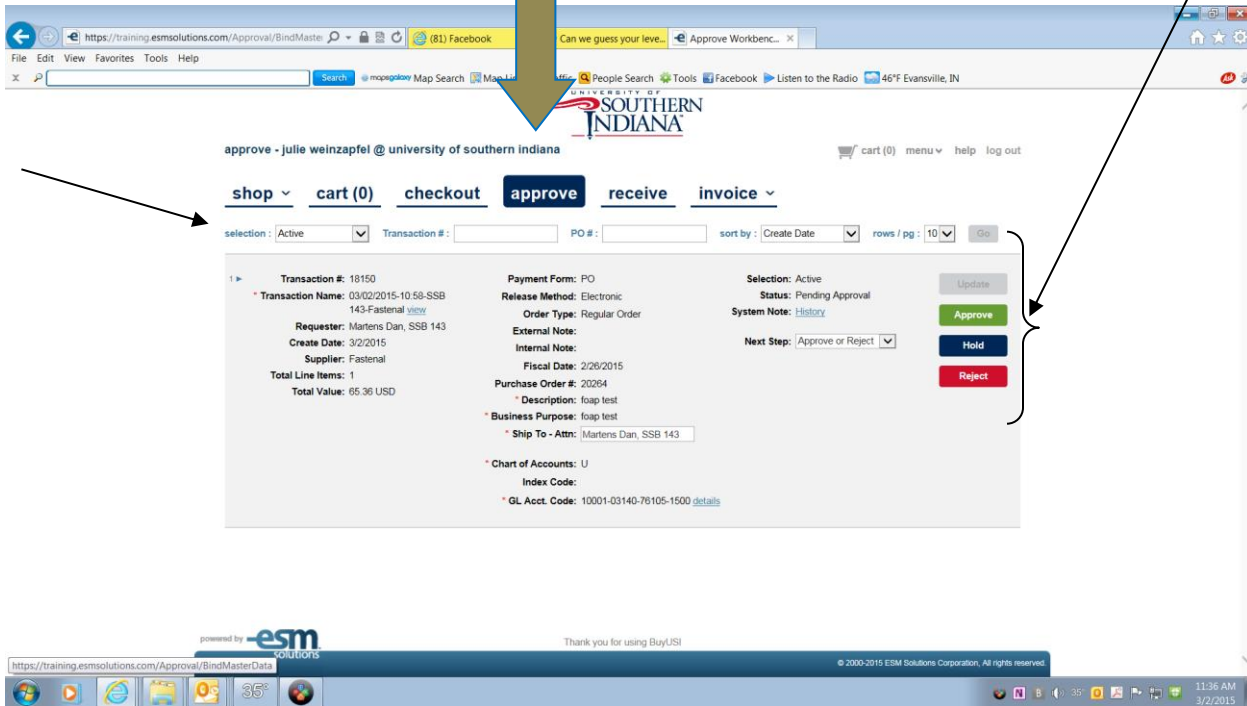 https://training.esmsolutions.com/Approval/BindMaste
(81) Facebook
Can we guess your leve...
Approve Workbenc...
File Edit View Favorites Tools Help
Search
mapsgalaxy Map Search
People Search
Tools
Facebook
Listen to the Radio
46°F Evansville, IN
UNIVERSITY OF
SOUTHERN
INDIANA
approve - julie weinzapfel @ university of southern indiana
cart (0) menu help log out
shop cart (0) checkout approve receive invoice
selection : Active Transaction # : PO # : sort by : Create Date rows / pg : 10 Go
1
Transaction #: 18150
* Transaction Name: 03/02/2015-10:58-SSB
143-Fastenal view
Requester: Martens Dan, SSB 143
Create Date: 3/2/2015
Supplier: Fastenal
Total Line Items: 1
Total Value: 65.36 USD
Payment Form: PO
Release Method: Electronic
Order Type: Regular Order
External Note:
Internal Note:
Fiscal Date: 2/26/2015
Purchase Order #: 20264
* Description: foap test
* Business Purpose: foap test
* Ship To - Attn: Martens Dan, SSB 143
* Chart of Accounts: U
Index Code:
* GL Acct. Code: 10001-03140-76105-1500 details
Selection: Active
Status: Pending Approval
System Note: History
Next Step: Approve or Reject
Update
Approve
Hold
Reject
powered by esm
solutions
Thank you for using BuyUSI
© 2000-2015 ESM Solutions Corporation, All rights reserved.
https://training.esmsolutions.com/Approval/BindMasterData
35°
35°
11:36 AM
3/2/2015